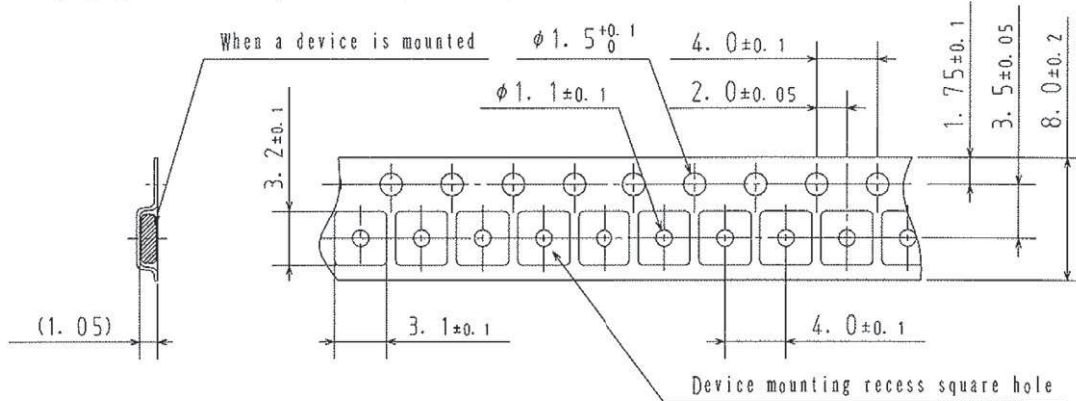 When a device is mounted
φ1.5 +0.1 0
4.0±0.1
φ1.1±0.1
2.0±0.05
1.75±0.1
3.5±0.05
8.0±0.2
3.2±0.1
(1.05)
3.1±0.1
4.0±0.1
Device mounting recess square hole